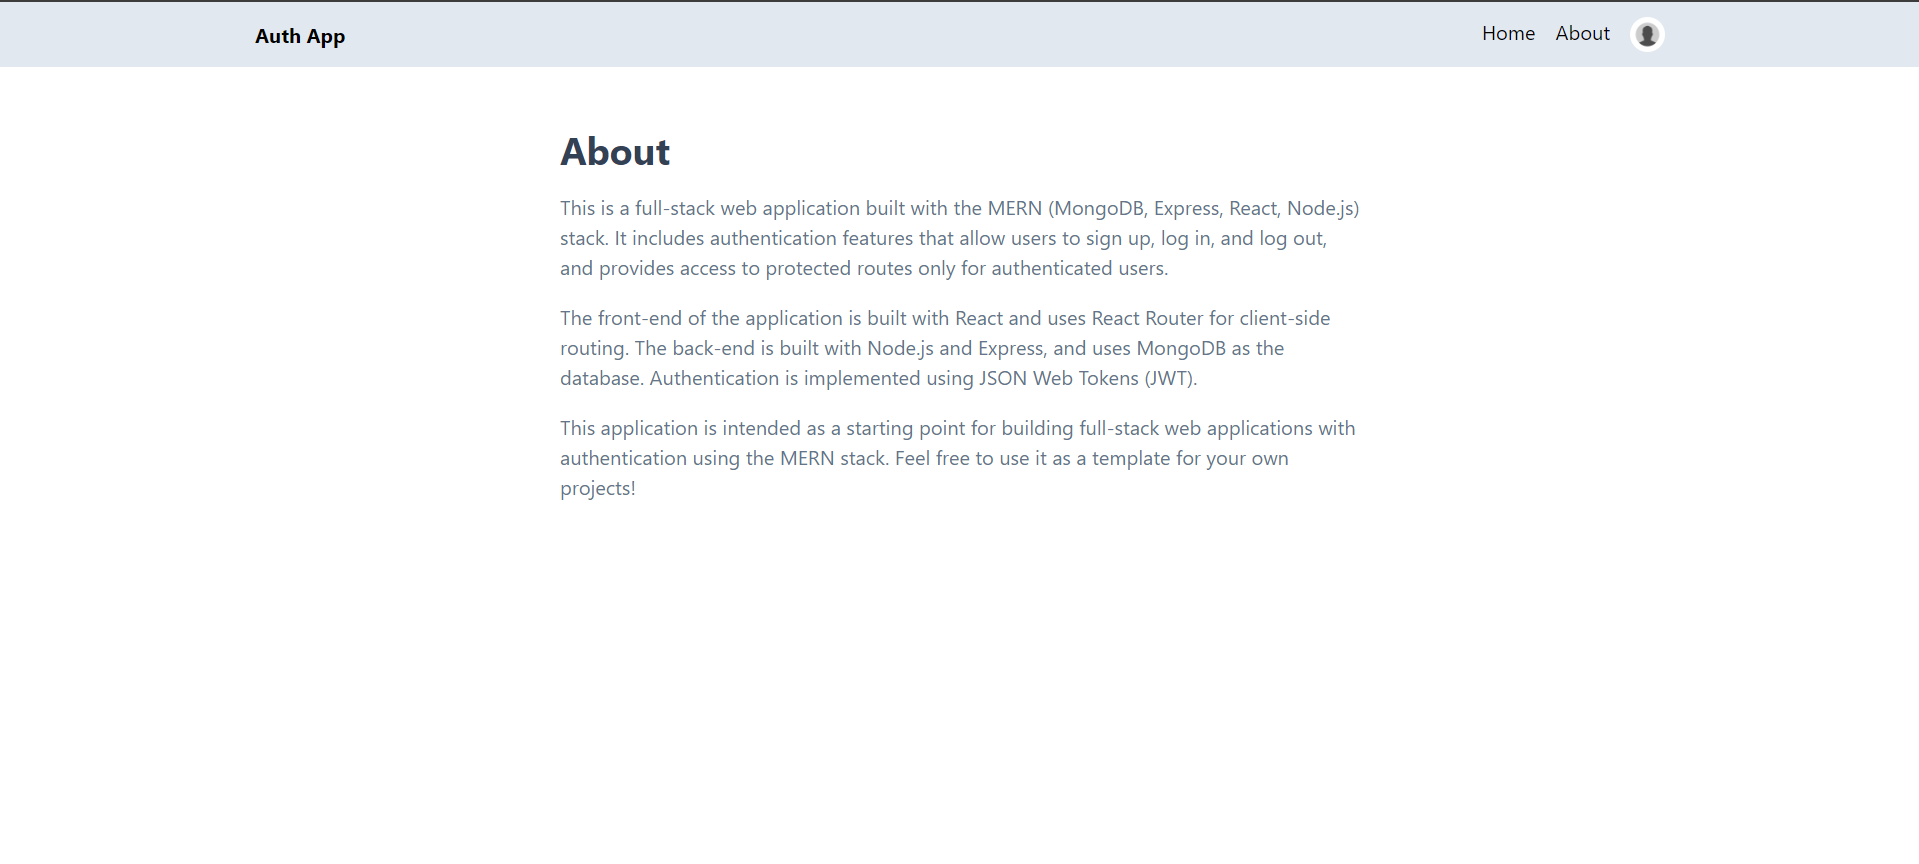 Auth App
Home
About
About
This is a full-stack web application built with the MERN (MongoDB, Express, React, Node.js)
stack. It includes authentication features that allow users to sign up, log in, and log out,
and provides access to protected routes only for authenticated users.
The front-end of the application is built with React and uses React Router for client-side
routing. The back-end is built with Node.js and Express, and uses MongoDB as the
database. Authentication is implemented using JSON Web Tokens (JWT).
This application is intended as a starting point for building full-stack web applications with
authentication using the MERN stack. Feel free to use it as a template for your own
projects!